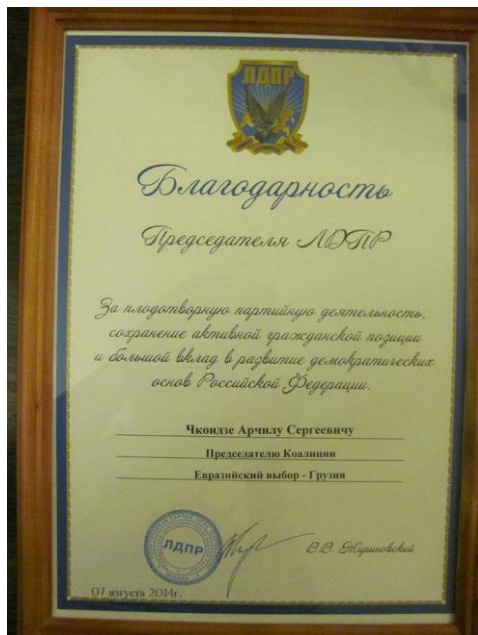 ЛДПР
Благодарность
Председателя ЛДПР
За плодотворную партийную деятельность,
сохранение активной гражданской позиции
и большой вклад в развитие демократических
основ Российской Федерации.
Чкоидзе Арчилу Сергеевичу
Председателю Коалиции
Евразийский выбор - Грузия
ЛДПР
В.В. Жириновский
07 августа 2014г.